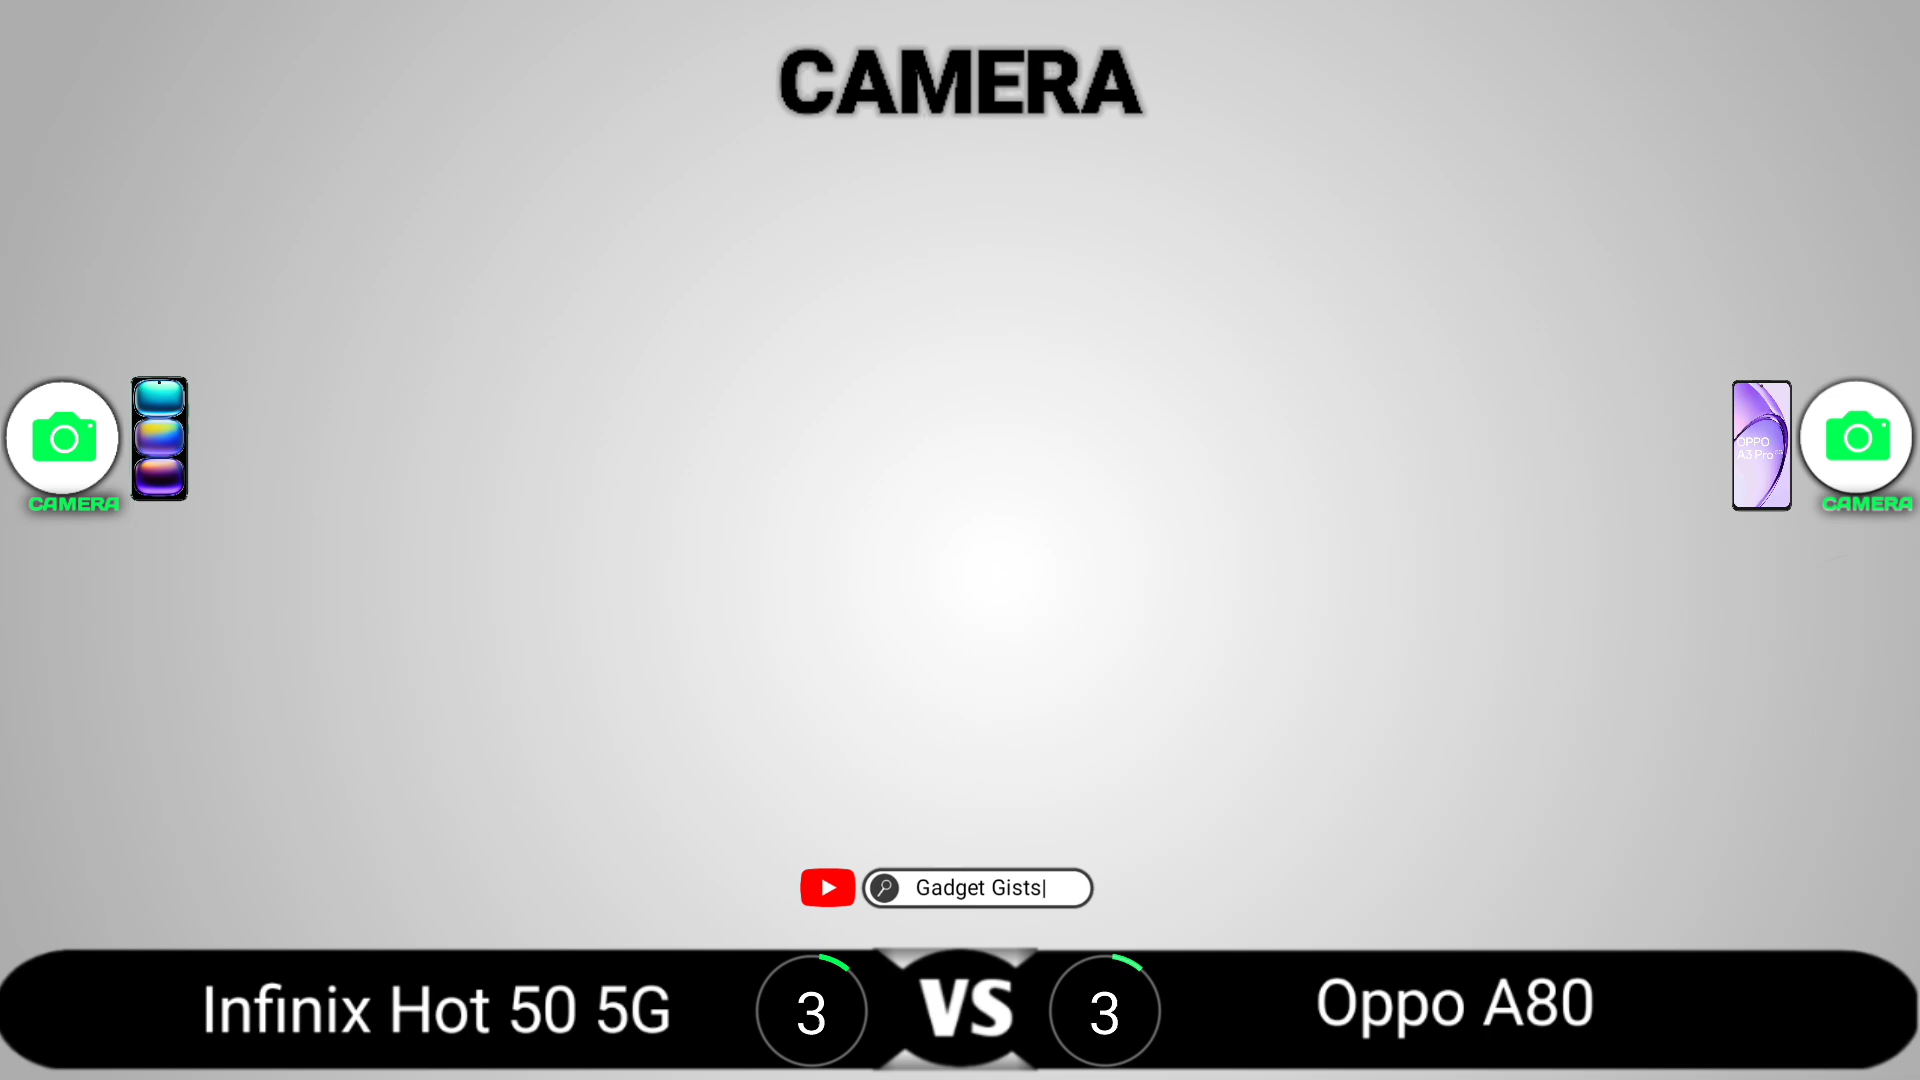 CAMERA
CAMERA
OPPO
A3 Pro
CAMERA
Gadget Gists|
Infinix Hot 50 5G
3
VS
3
Oppo A80